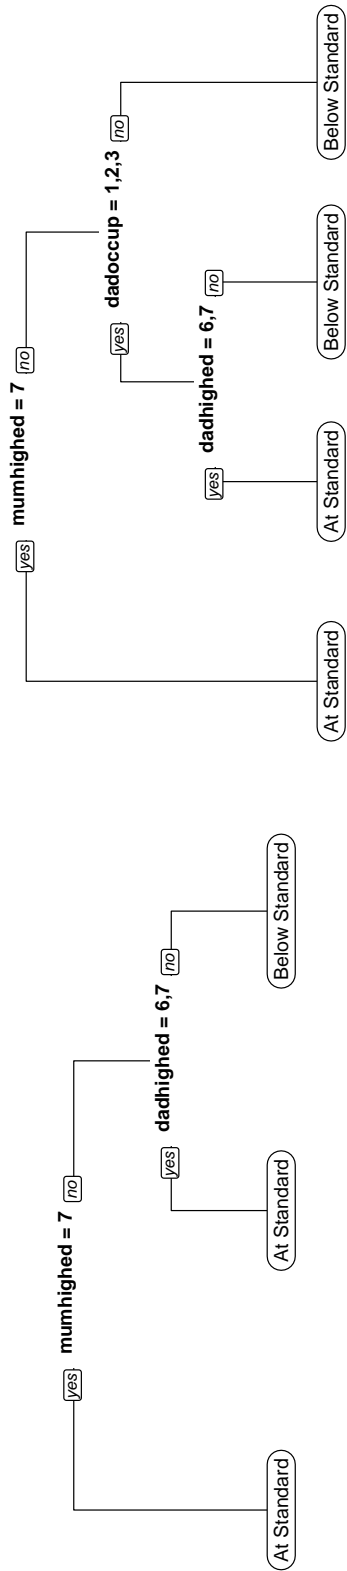 mumhighed = 7
yes
no
dadhighed = 6,7
yes
no
At Standard
At Standard
Below Standard
mumhighed = 7
yes
no
dadoccup = 1,2,3
yes
no
dadhighed = 6,7
yes
no
At Standard
At Standard
Below Standard
Below Standard